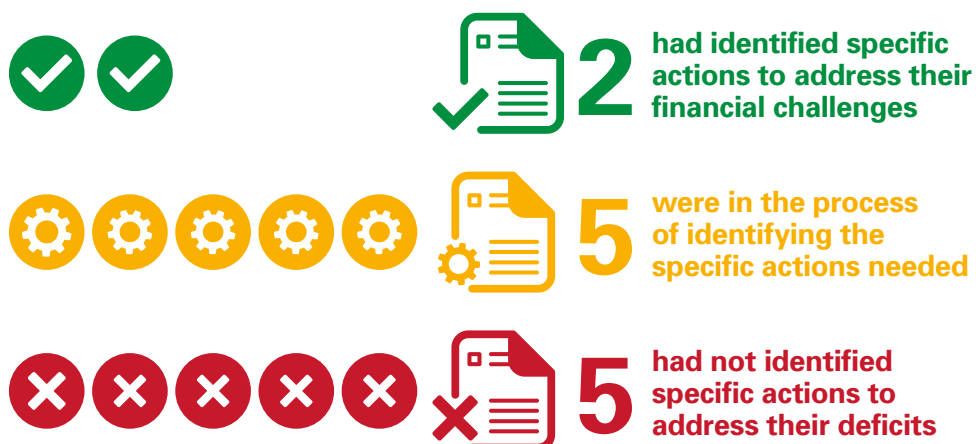 2
had identified specific
actions to address their
financial challenges
5
were in the process
of identifying the
specific actions needed
5
had not identified
specific actions to
address their deficits